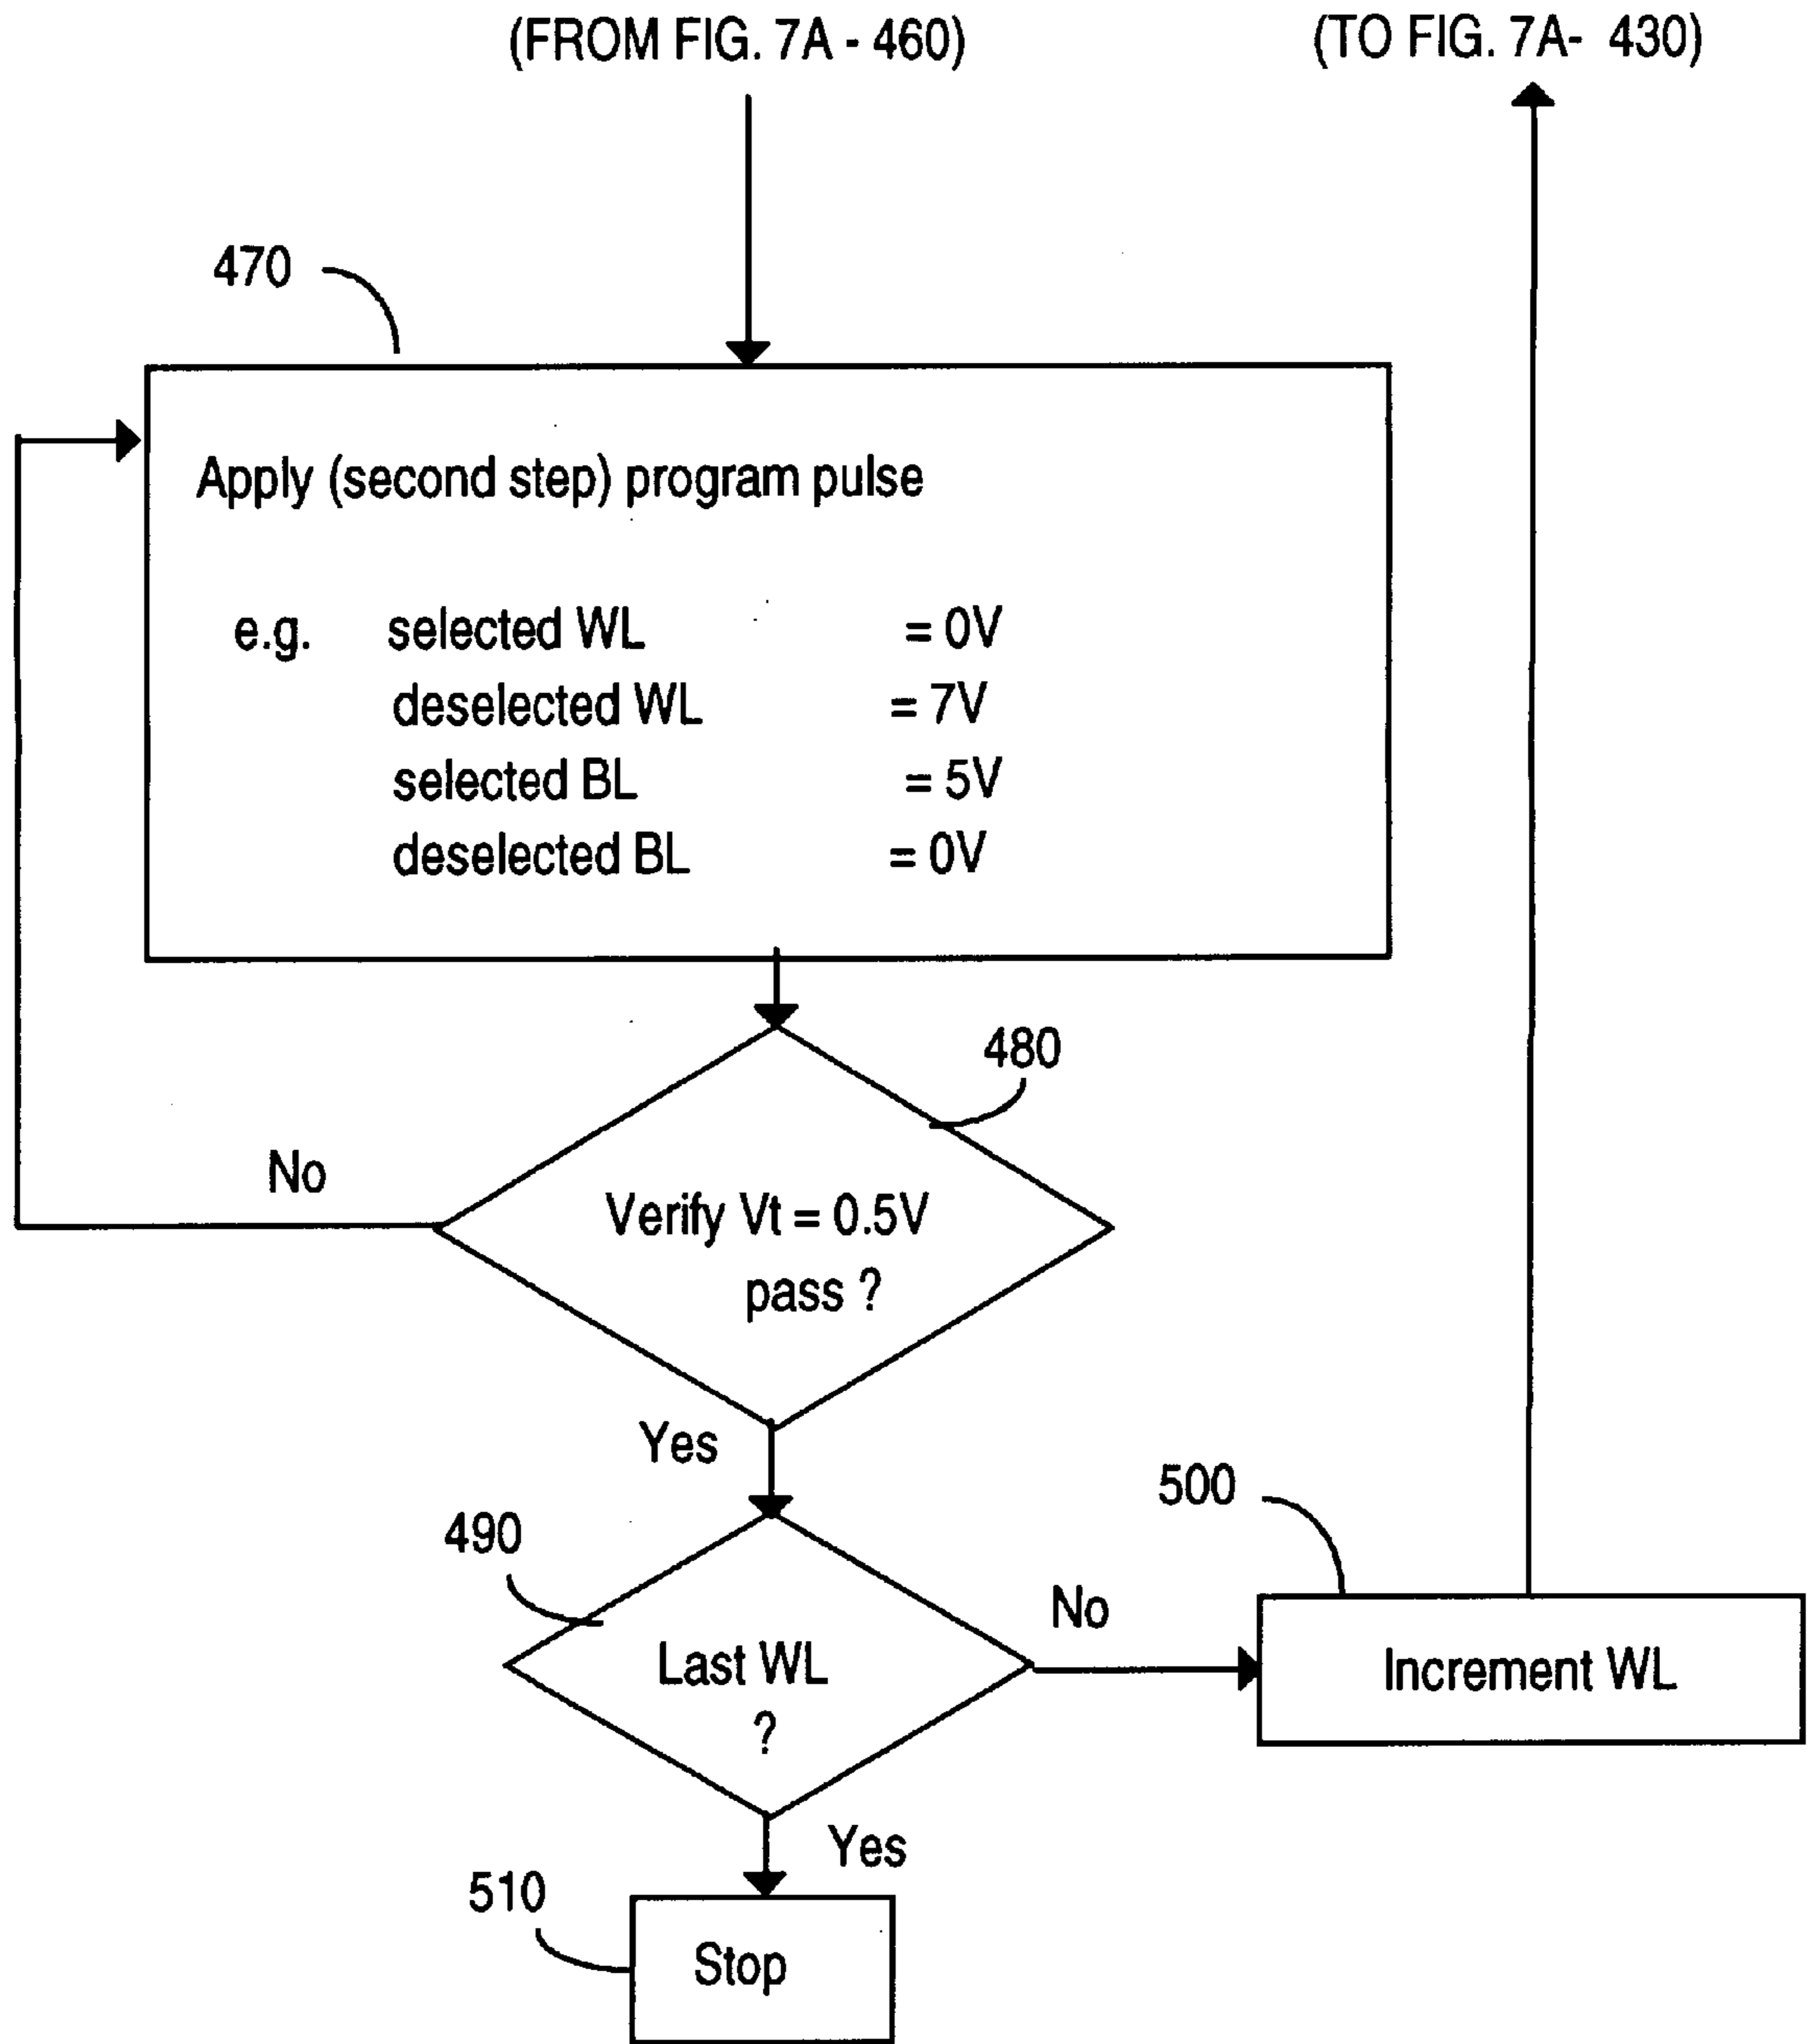 (FROM FIG. 7A - 460)
(TO FIG. 7A- 430)
470
Apply (second step) program pulse
e.g. selected WL = 0V
deselected WL = 7V
selected BL = 5V
deselected BL = 0V
480
No
Verify Vt = 0.5V
pass ?
Yes
500
490
No
Last WL
?
Increment WL
Yes
510
Stop